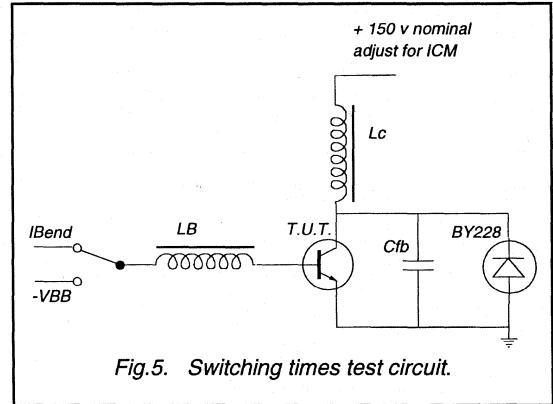 + 150 v nominal
adjust for ICM
Lc
IBend
LB
T.U.T.
Cfb
BY228
-VBB
Fig.5. Switching times test circuit.